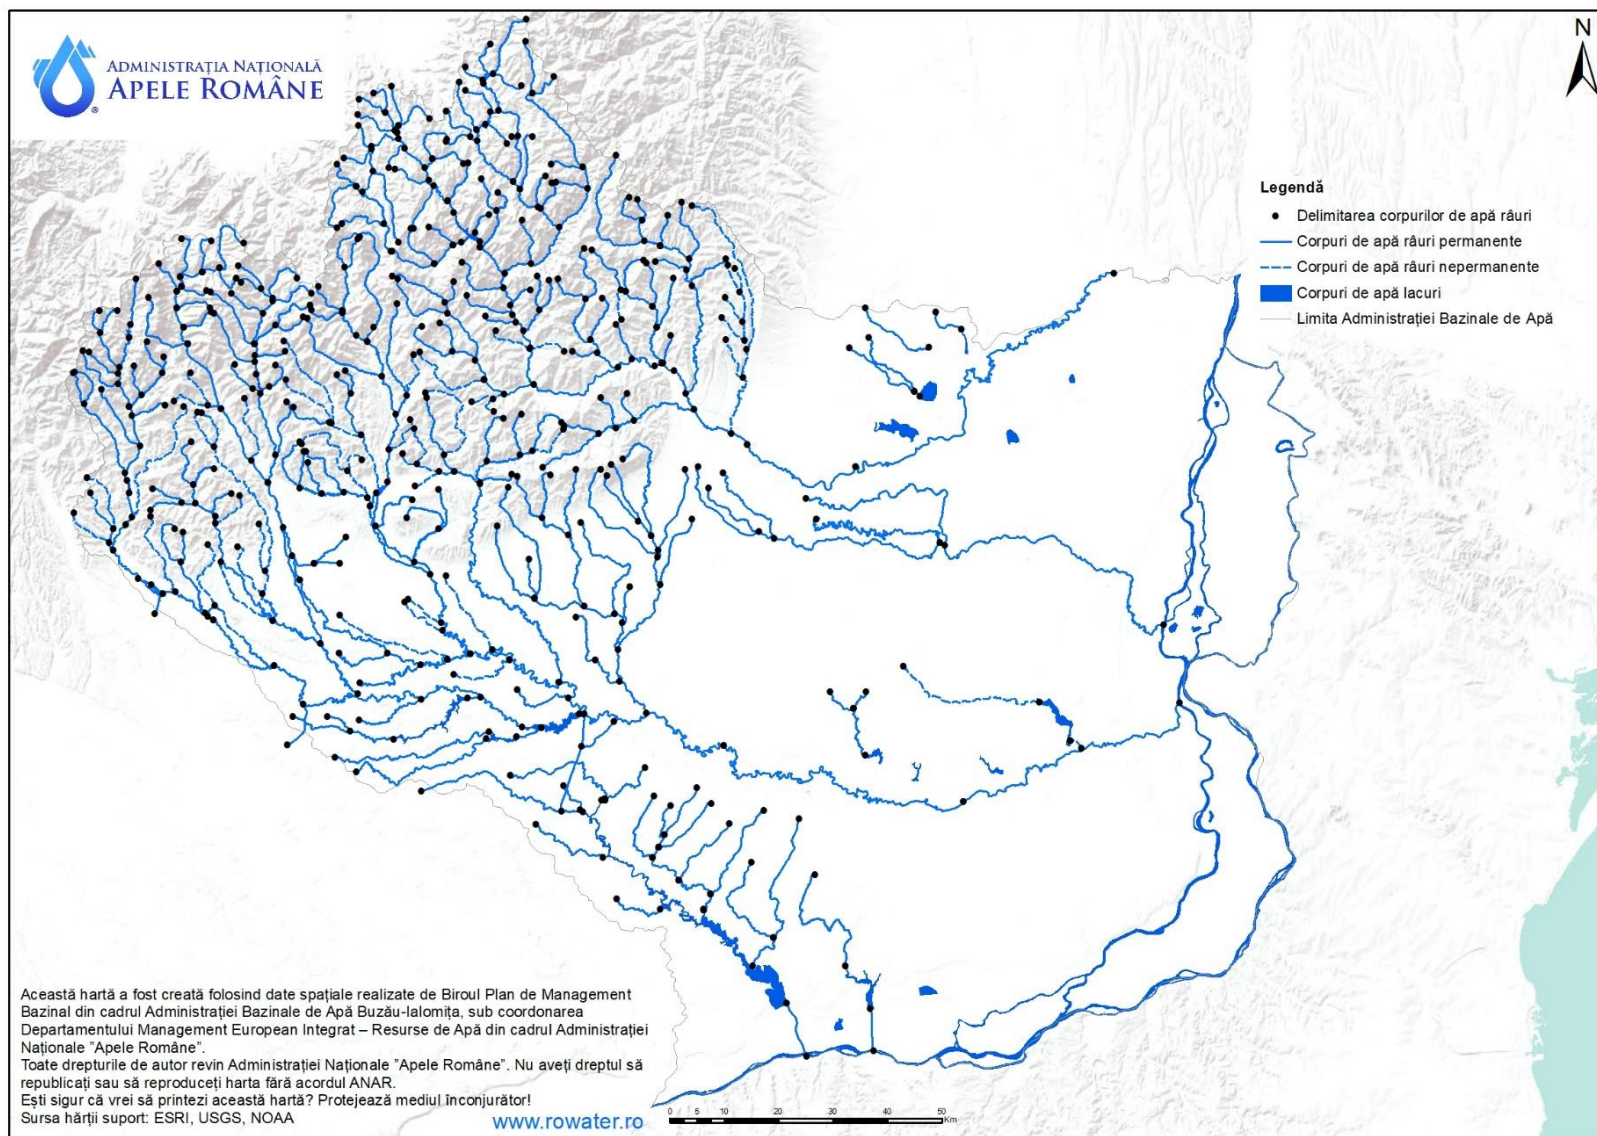 ADMINISTRAȚIA NAȚIONALĂ
APELE ROMÂNE
®
N
Legendă
Delimitarea corpurilor de apă râuri
Corpuri de apă râuri permanente
Corpuri de apă râuri nepermanente
Corpuri de apă lacuri
Limita Administrației Bazinale de Apă
Această hartă a fost creată folosind date spațiale realizate de Biroul Plan de Management
Bazinal din cadrul Administrației Bazinale de Apă Buzău-Ialomița, sub coordonarea
Departamentului Management European Integrat – Resurse de Apă din cadrul Administrației
Naționale "Apele Române".
Toate drepturile de autor revin Administrației Naționale "Apele Române". Nu aveți dreptul să
republicați sau să reproduceți harta fără acordul ANAR.
Ești sigur că vrei să printezi această hartă? Protejează mediul înconjurător!
Sursa hărții suport: ESRI, USGS, NOAA
www.rowater.ro
0 5 10 20 30 40 50
Km